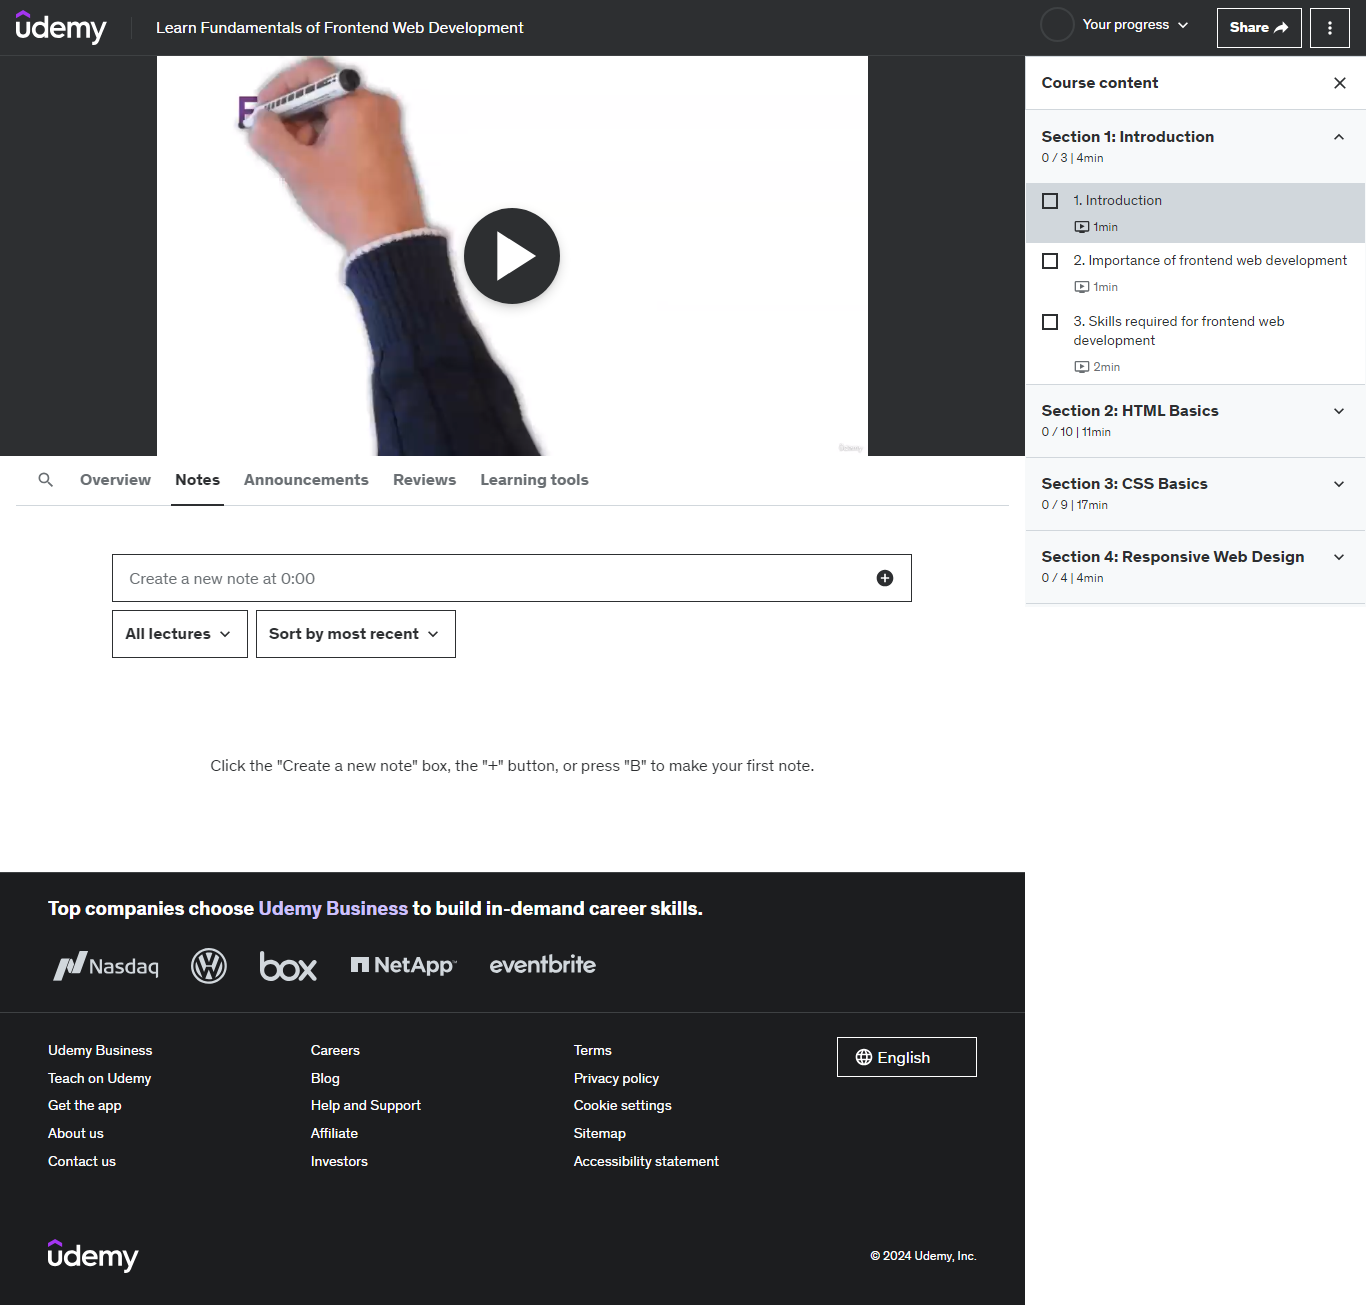 udemy
Learn Fundamentals of Frontend Web Development
Your progress
Share
F
udemy
Overview
Notes
Announcements
Reviews
Learning tools
Create a new note at 0:00
All lectures
Sort by most recent
Click the "Create a new note" box, the "+" button, or press "B" to make your first note.
Course content
Section 1: Introduction
0 / 3 | 4min
1. Introduction
1min
2. Importance of frontend web development
1min
3. Skills required for frontend web
development
2min
Section 2: HTML Basics
0 / 10 | 11min
Section 3: CSS Basics
0 / 9 | 17min
Section 4: Responsive Web Design
0 / 4 | 4min
Top companies choose Udemy Business to build in-demand career skills.
Nasdaq
box
NetApp
eventbrite
Udemy Business
Teach on Udemy
Get the app
About us
Contact us
Careers
Blog
Help and Support
Affiliate
Investors
Terms
Privacy policy
Cookie settings
Sitemap
Accessibility statement
English
udemy
© 2024 Udemy, Inc.